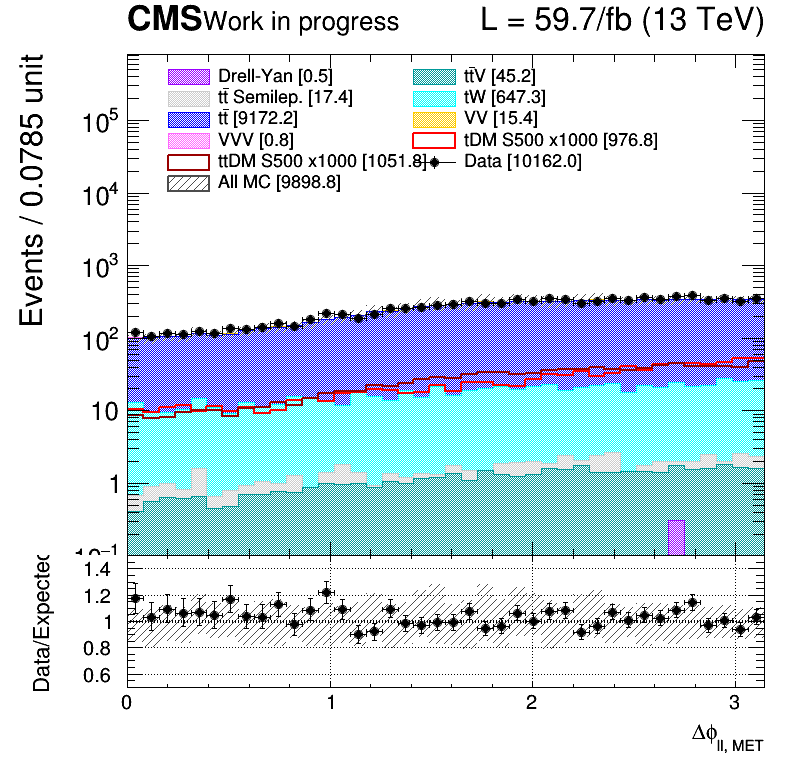 CMS Work in progress L = 59.7/fb (13 TeV)
Events / 0.0785 unit
Drell-Yan [0.5] tt̄V [45.2]
tt̄ Semilep. [17.4] tW [647.3]
tt̄ [9172.2] VV [15.4]
VVV [0.8] tDM S500 x1000 [976.8]
ttDM S500 x1000 [1051.8] Data [10162.0]
All MC [9898.8]
10⁵
10⁴
10³
10²
10
1
10⁻¹
Data/Expected
1.4
1.2
1
0.8
0.6
0 1 2 3
Δϕll, MET